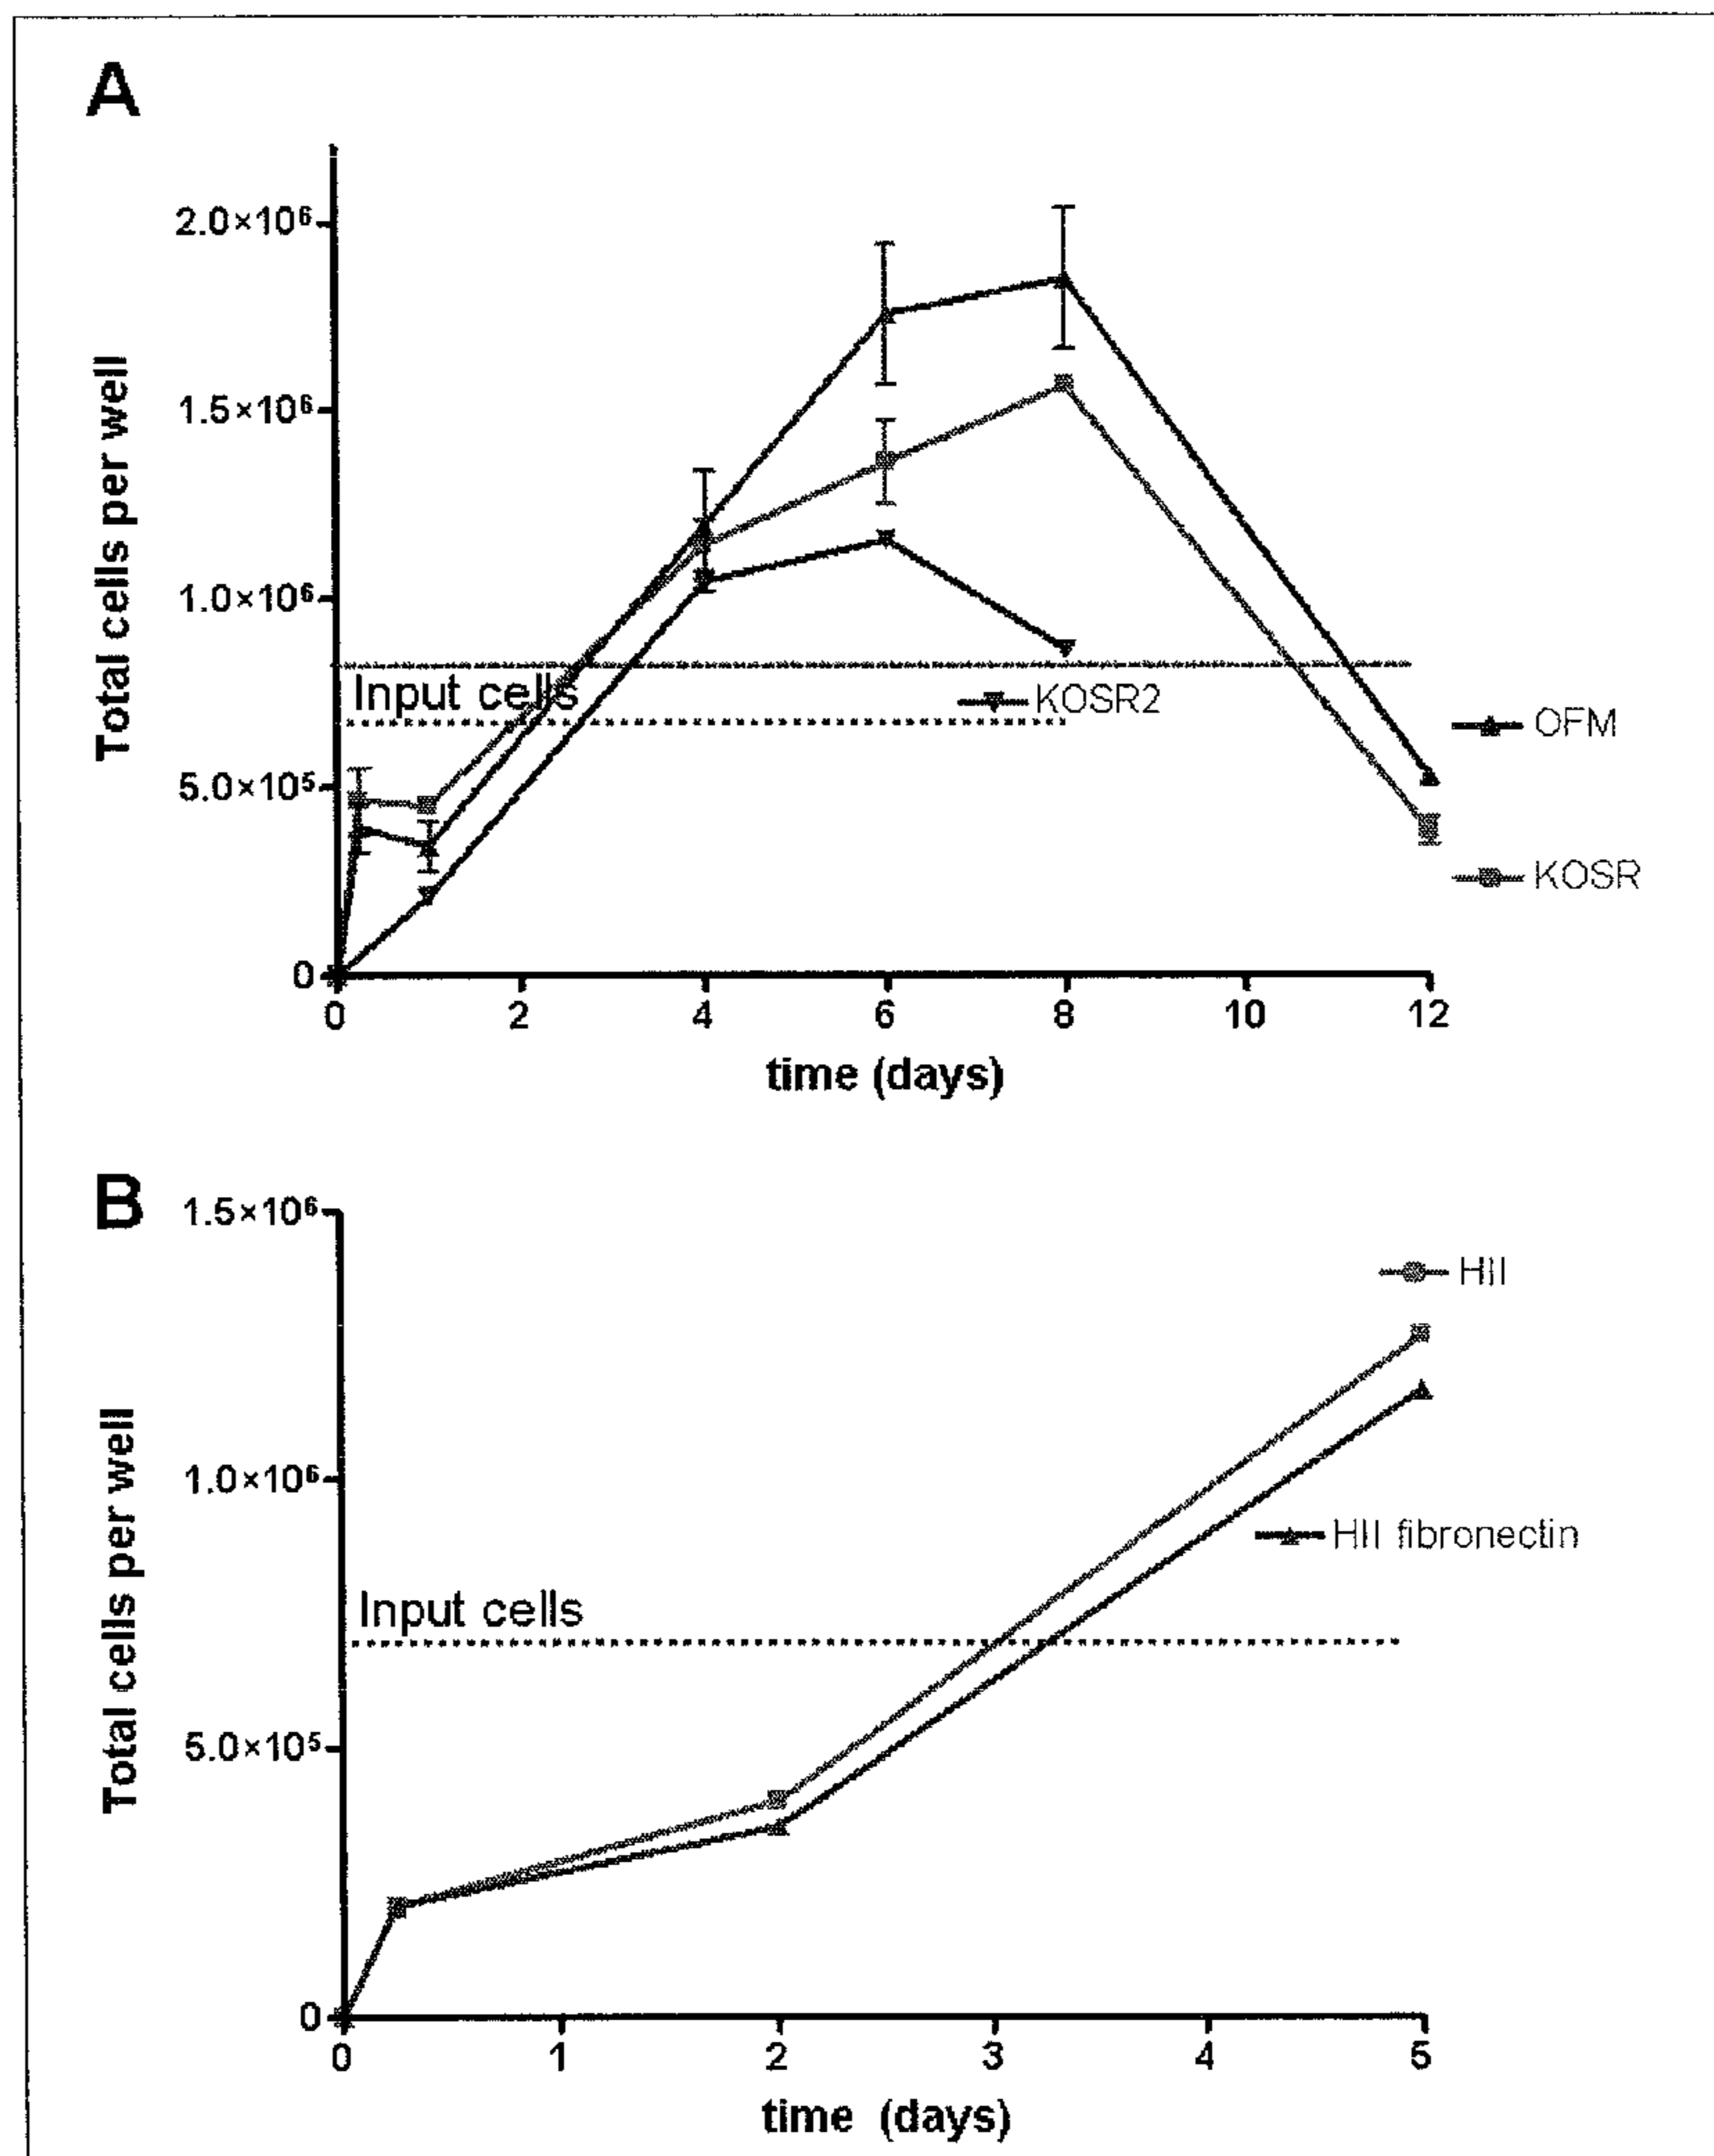 A
Total cells per well
2.0×10⁶
1.5×10⁶
1.0×10⁶
5.0×10⁵
0
Input cells
KOSR2
OFM
KOSR
0 2 4 6 8 10 12
time (days)
B
Total cells per well
1.5×10⁶
1.0×10⁶
5.0×10⁵
0
HII
HII fibronectin
Input cells
0 1 2 3 4 5
time (days)